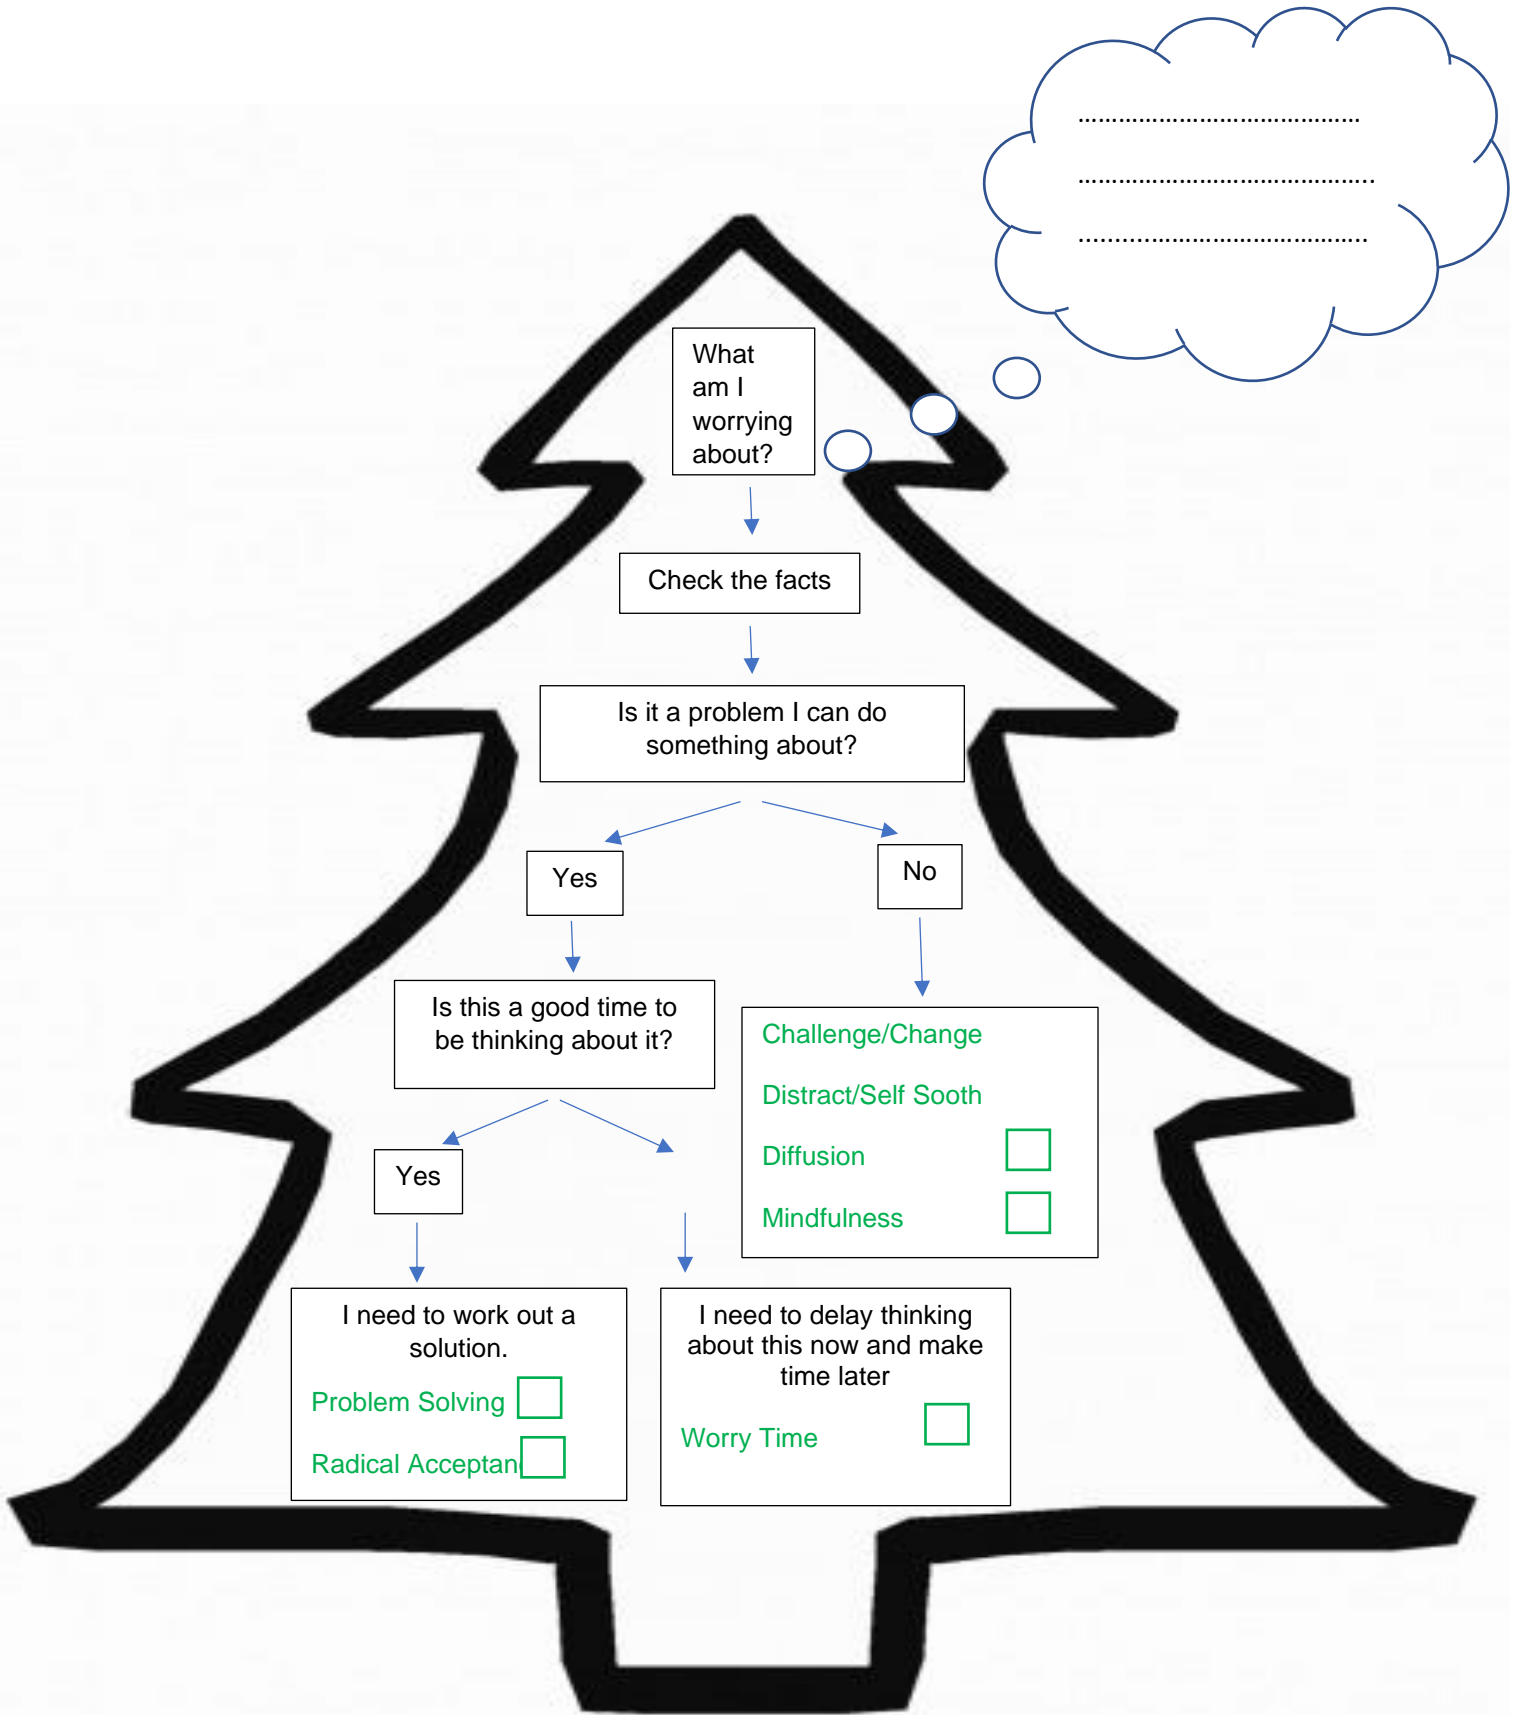 ……………………………………
……………………………………..
……………………………………..
What
am I
worrying
about?
Check the facts
Is it a problem I can do
something about?
Yes
No
Is this a good time to
be thinking about it?
Challenge/Change
Distract/Self Sooth
Diffusion
Mindfulness
Yes
I need to work out a
solution.
Problem Solving
Radical Acceptan
I need to delay thinking
about this now and make
time later
Worry Time